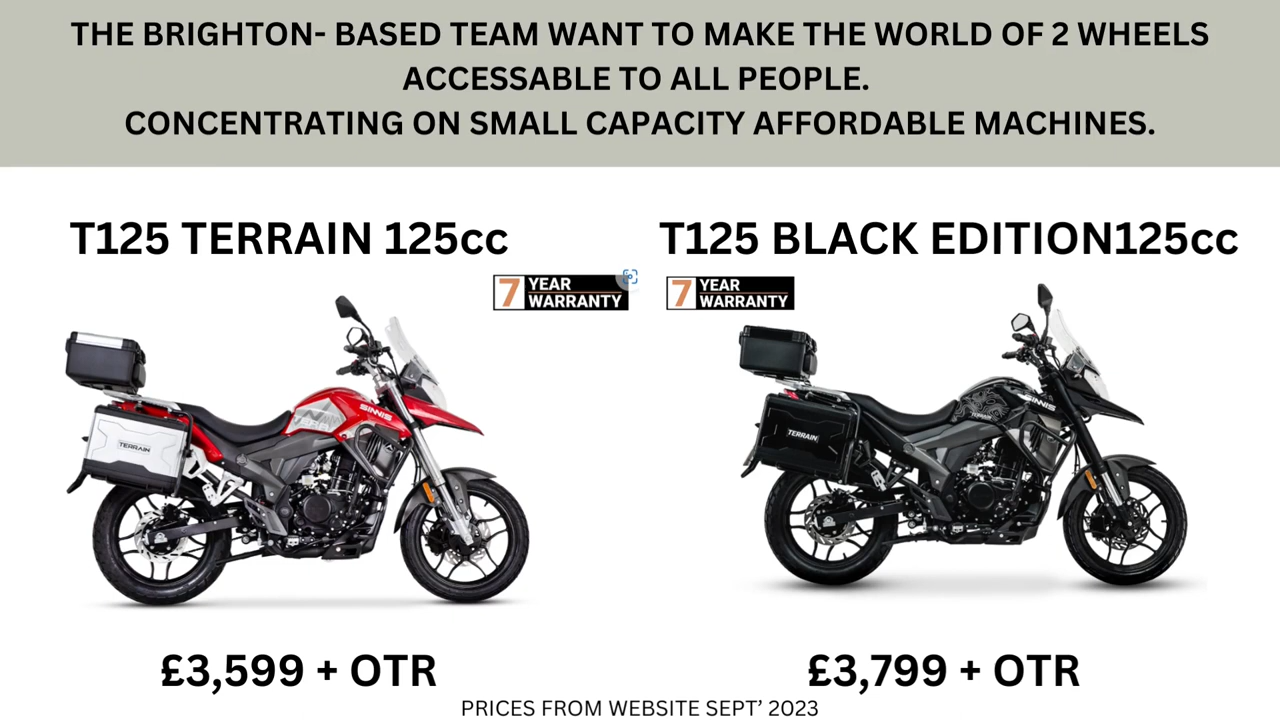 THE BRIGHTON- BASED TEAM WANT TO MAKE THE WORLD OF 2 WHEELS
ACCESSABLE TO ALL PEOPLE.
CONCENTRATING ON SMALL CAPACITY AFFORDABLE MACHINES.
T125 TERRAIN 125cc
T125 BLACK EDITION125cc
7 YEAR WARRANTY
7 YEAR WARRANTY
SINNIS
TERRAIN
SINNIS
TERRAIN
TERRAIN
£3,599 + OTR
£3,799 + OTR
PRICES FROM WEBSITE SEPT’ 2023